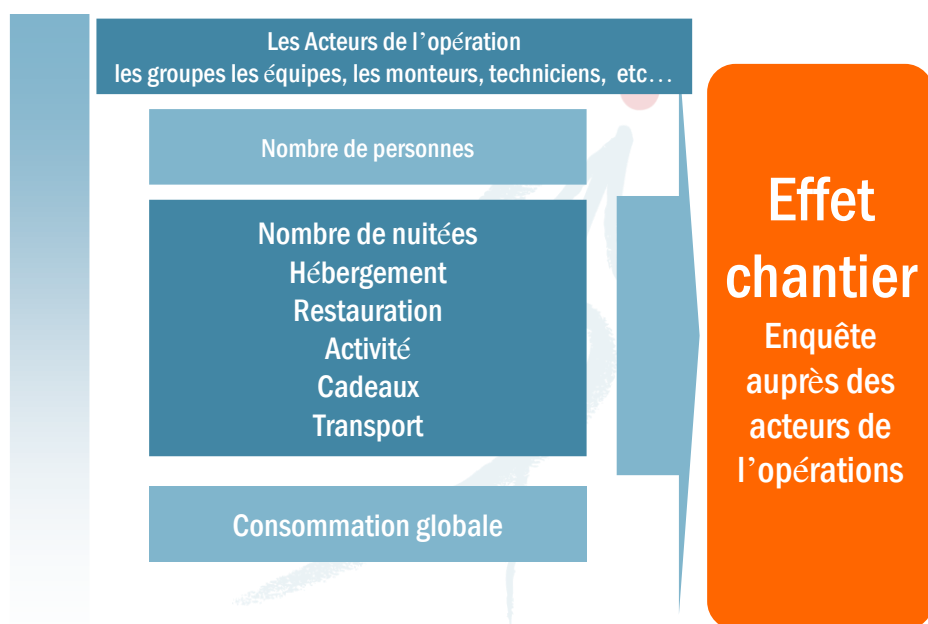 Les Acteurs de l’opération
les groupes les équipes, les monteurs, techniciens, etc…
Nombre de personnes
Nombre de nuitées
Hébergement
Restauration
Activité
Cadeaux
Transport
Consommation globale
Effet
chantier
Enquête
auprès des
acteurs de
l’opérations